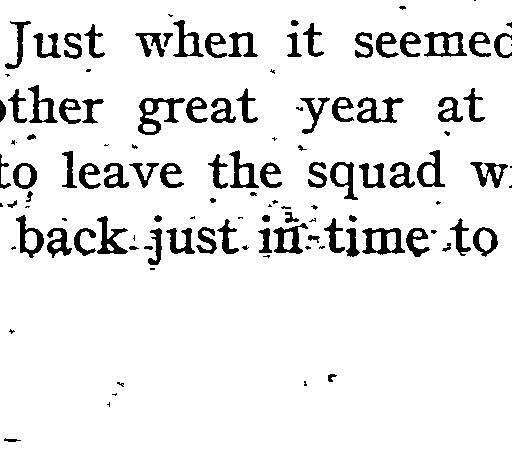 Just when it seemed
other great year at
to leave the squad
back just in time to